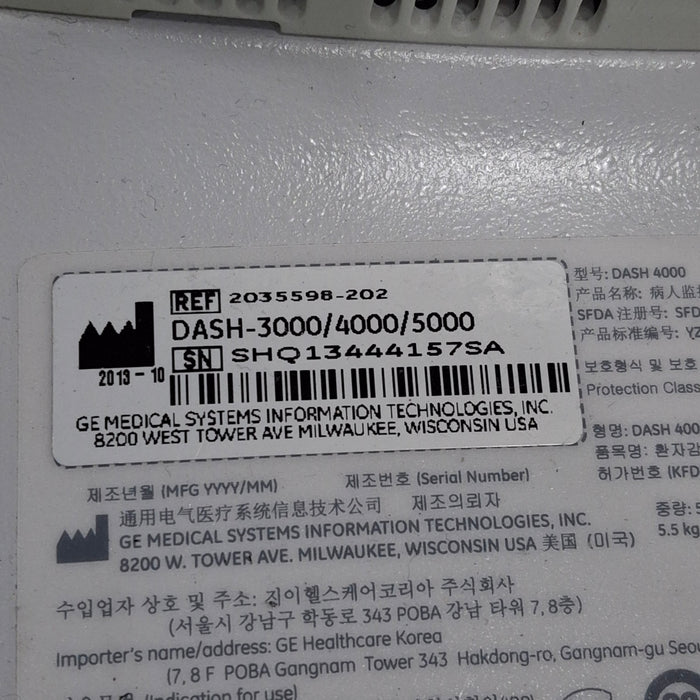 REF 2035598-202
DASH-3000/4000/5000
SN SHQ13444157SA
2013-10
GE MEDICAL SYSTEMS INFORMATION TECHNOLOGIES, INC.
8200 WEST TOWER AVE MILWAUKEE, WISCONSIN USA
型号: DASH 4000
产品名称: 病人监
SFDA 注册号: SFD
产品标准编号: YZ
보호형식 및 보호
Protection Class
형명: DASH 400
품목명: 환자감
허가번호 (KFD
중량: 5
5.5 kg
제조년월 (MFG YYYY/MM) 제조번호 (Serial Number)
通用电气医疗系统信息技术公司 제조의뢰자
GE MEDICAL SYSTEMS INFORMATION TECHNOLOGIES, INC.
8200 W. TOWER AVE. MILWAUKEE, WISCONSIN USA 美国 (미국)
수입업자 상호 및 주소: 지이헬스케어코리아 주식회사
(서울시 강남구 학동로 343 POBA 강남 타워 7, 8층)
Importer's name/address: GE Healthcare Korea
(7, 8 F POBA Gangnam Tower 343 Hakdong-ro, Gangnam-gu Seou
(Indication for use)